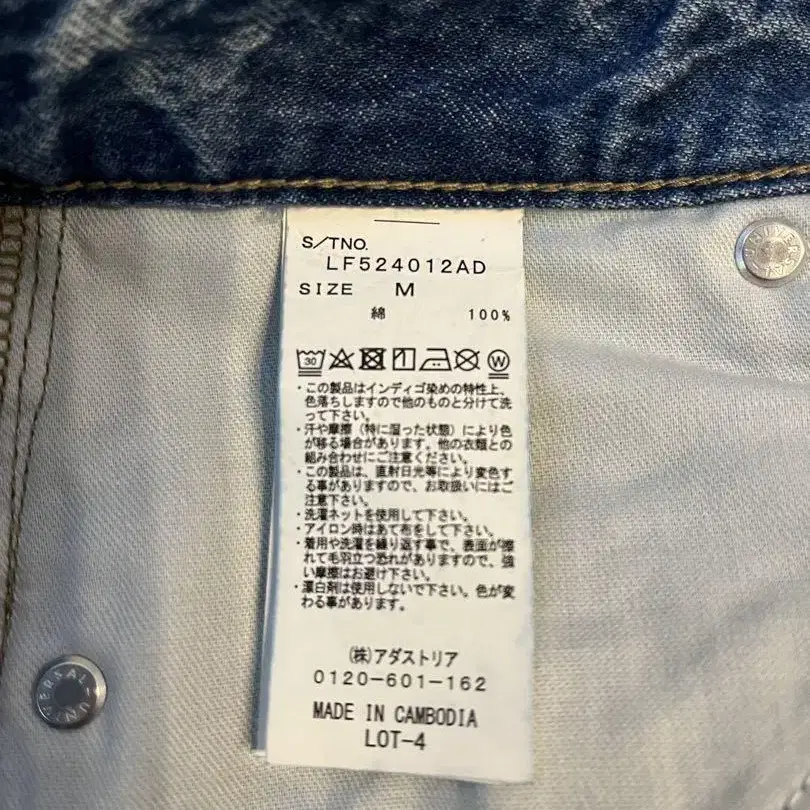 S/TNO.
LF524012AD
SIZE M
綿 100%
30
W
・この製品はインディゴ染めの特性上、
色落ちしますので他のものと分けて洗
って下さい。
・汗や摩擦（特に湿った状態）により色
が移る場合があります。他の衣類との
組み合わせにご注意ください。
・この製品は、直射日光等により変色す
る事がありますので、お取扱いにはご
注意下さい。
・洗濯ネットを使用して下さい。
・アイロン時はあて布をして下さい。
・着用や洗濯を繰り返す事で、表面が擦
れて毛羽立つ恐れがありますので、強
い摩擦はお避け下さい。
・漂白剤は使用しないで下さい。色が変
わる事があります。
(株)アダストリア
0120-601-162
MADE IN CAMBODIA
LOT-4
UNIVERSAL